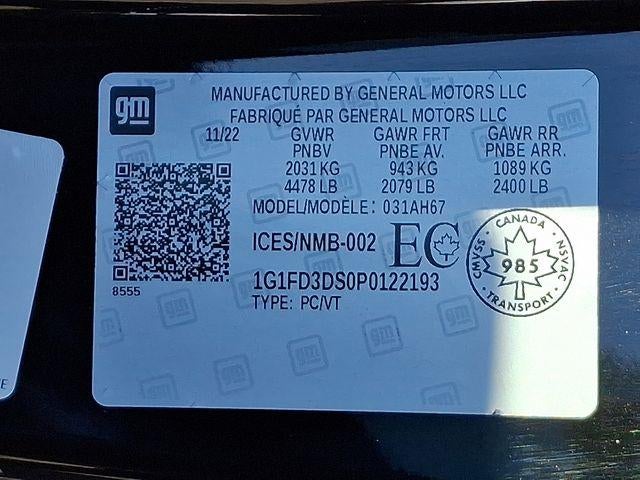 gm
MANUFACTURED BY GENERAL MOTORS LLC
FABRIQUÉ PAR GENERAL MOTORS LLC
11/22 GVWR GAWR FRT GAWR RR
PNBV PNBE AV. PNBE ARR.
2031 KG 943 KG 1089 KG
4478 LB 2079 LB 2400 LB
MODEL/MODÈLE: 031AH67
ICES/NMB-002 EC
1G1FD3DS0P0122193
TYPE: PC/VT
8555
CANADA
CMVSS 985 NSVAC
TRANSPORT
E